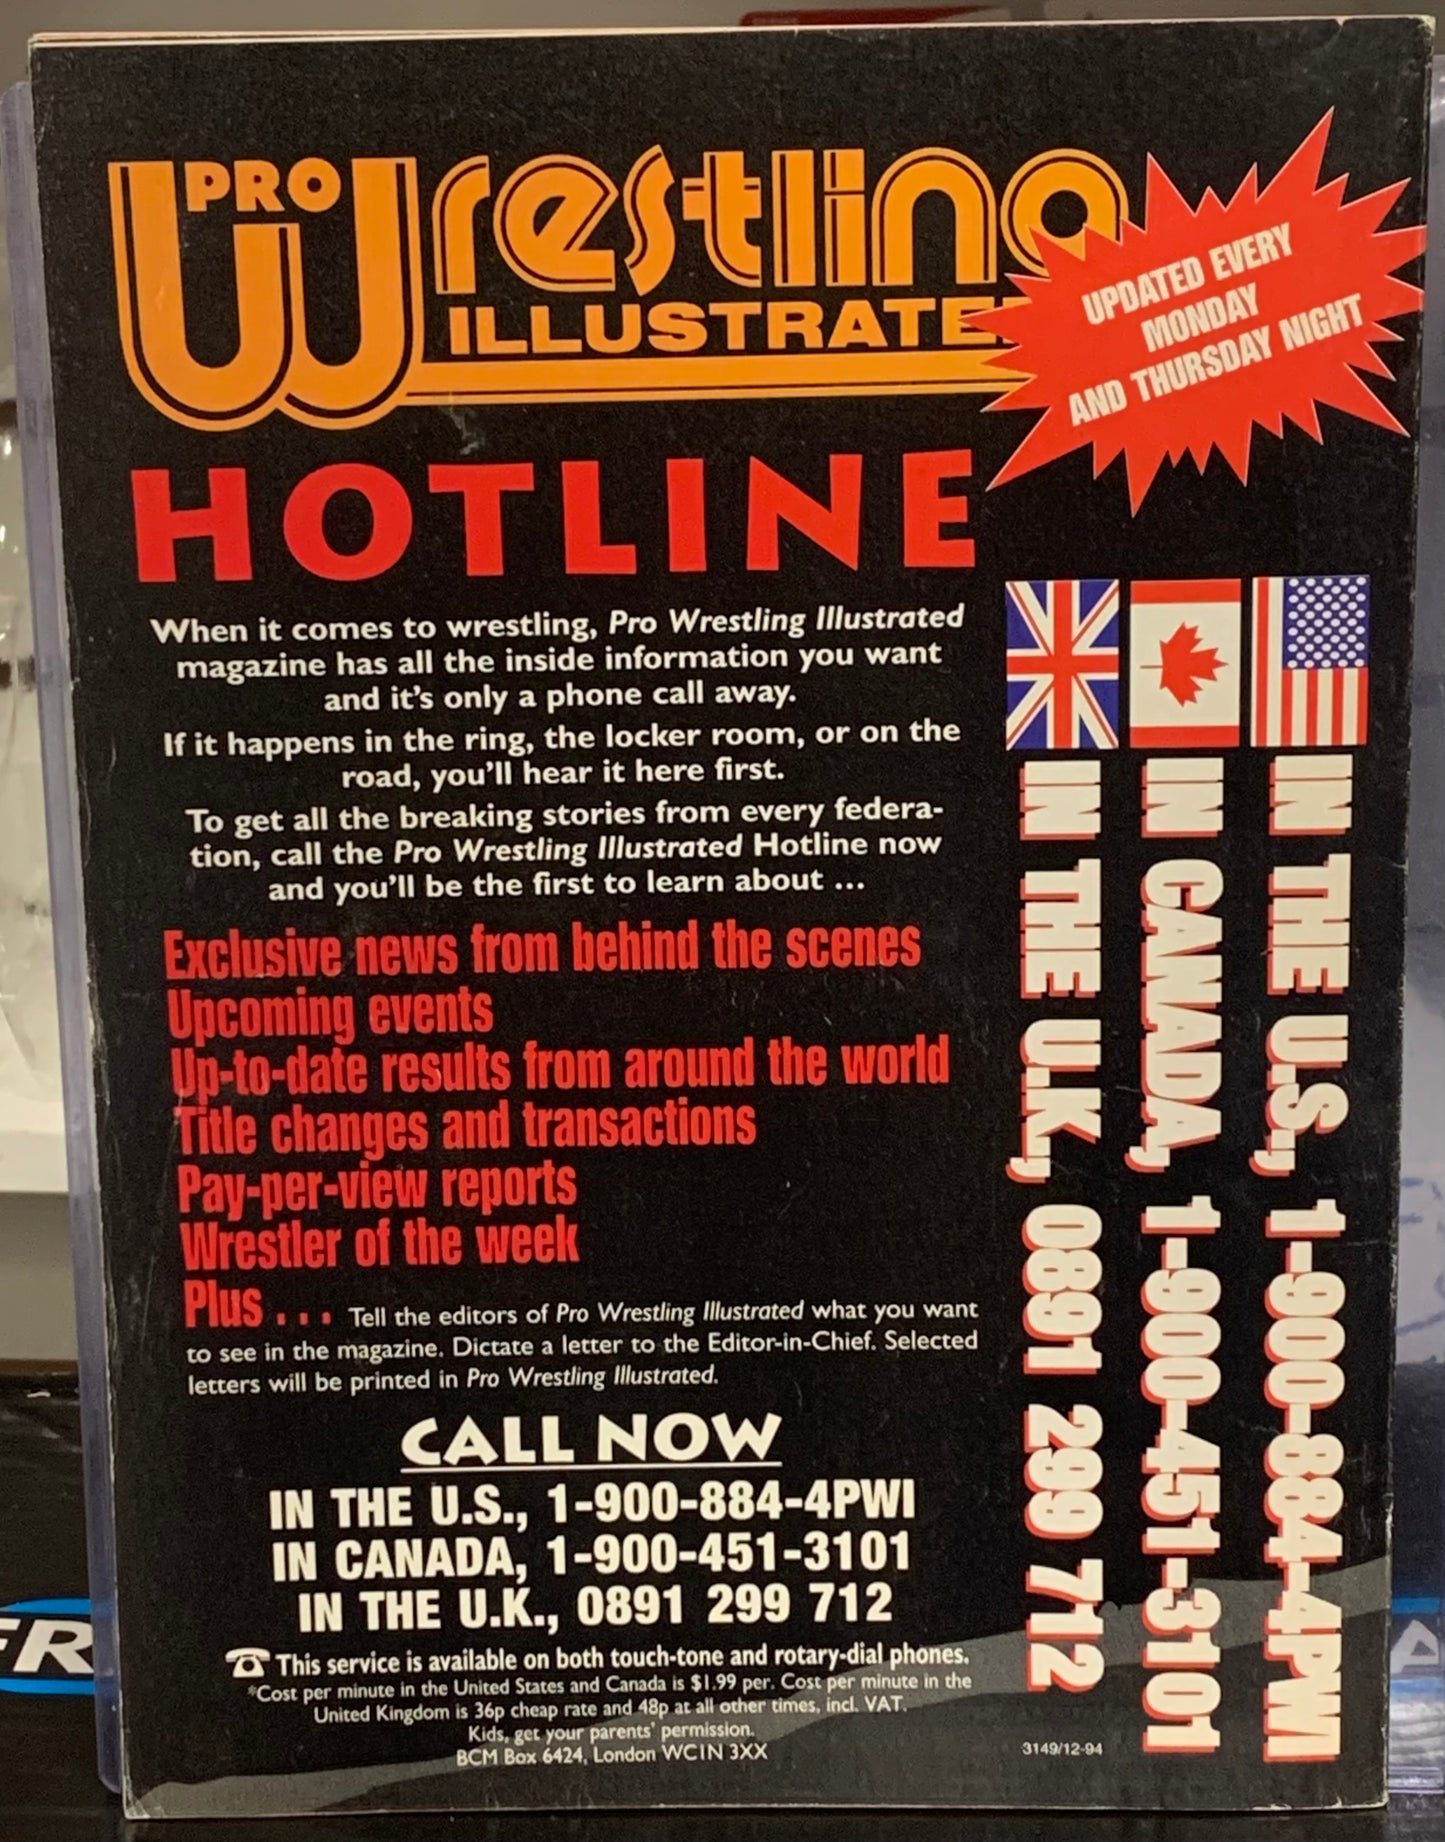 PRO
Wrestling
ILLUSTRATE
UPDATED EVERY
MONDAY
AND THURSDAY NIGHT
HOTLINE
When it comes to wrestling, Pro Wrestling Illustrated
magazine has all the inside information you want
and it's only a phone call away.
If it happens in the ring, the locker room, or on the
road, you'll hear it here first.
To get all the breaking stories from every federa-
tion, call the Pro Wrestling Illustrated Hotline now
and you'll be the first to learn about ...
Exclusive news from behind the scenes
Upcoming events
Up-to-date results from around the world
Title changes and transactions
Pay-per-view reports
Wrestler of the week
Plus . . . Tell the editors of Pro Wrestling Illustrated what you want
to see in the magazine. Dictate a letter to the Editor-in-Chief. Selected
letters will be printed in Pro Wrestling Illustrated.
CALL NOW
IN THE U.S., 1-900-884-4PWI
IN CANADA, 1-900-451-3101
IN THE U.K., 0891 299 712
This service is available on both touch-tone and rotary-dial phones.
*Cost per minute in the United States and Canada is $1.99 per. Cost per minute in the
United Kingdom is 36p cheap rate and 48p at all other times, incl. VAT.
Kids, get your parents' permission.
BCM Box 6424, London WC1N 3XX
3149/12-94
IN THE U.S., 1-900-884-4PWI
IN CANADA, 1-900-451-3101
IN THE U.K., 0891 299 712